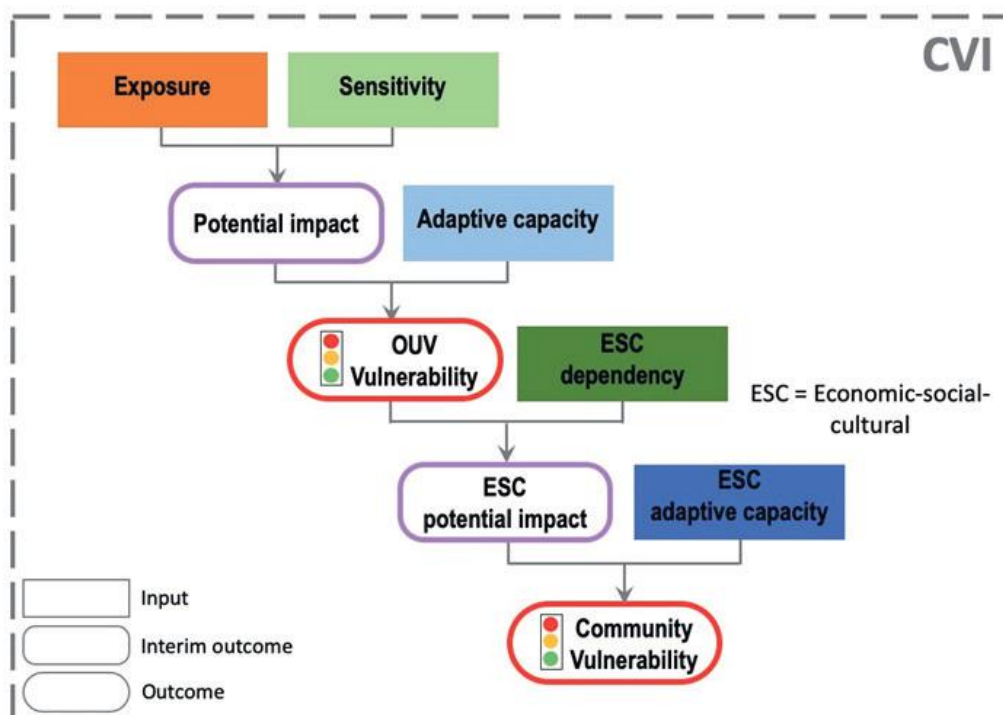 CVI
Exposure
Sensitivity
Potential impact
Adaptive capacity
OUV
Vulnerability
ESC
dependency
ESC = Economic-social-
cultural
ESC
potential impact
ESC
adaptive capacity
Community
Vulnerability
Input
Interim outcome
Outcome